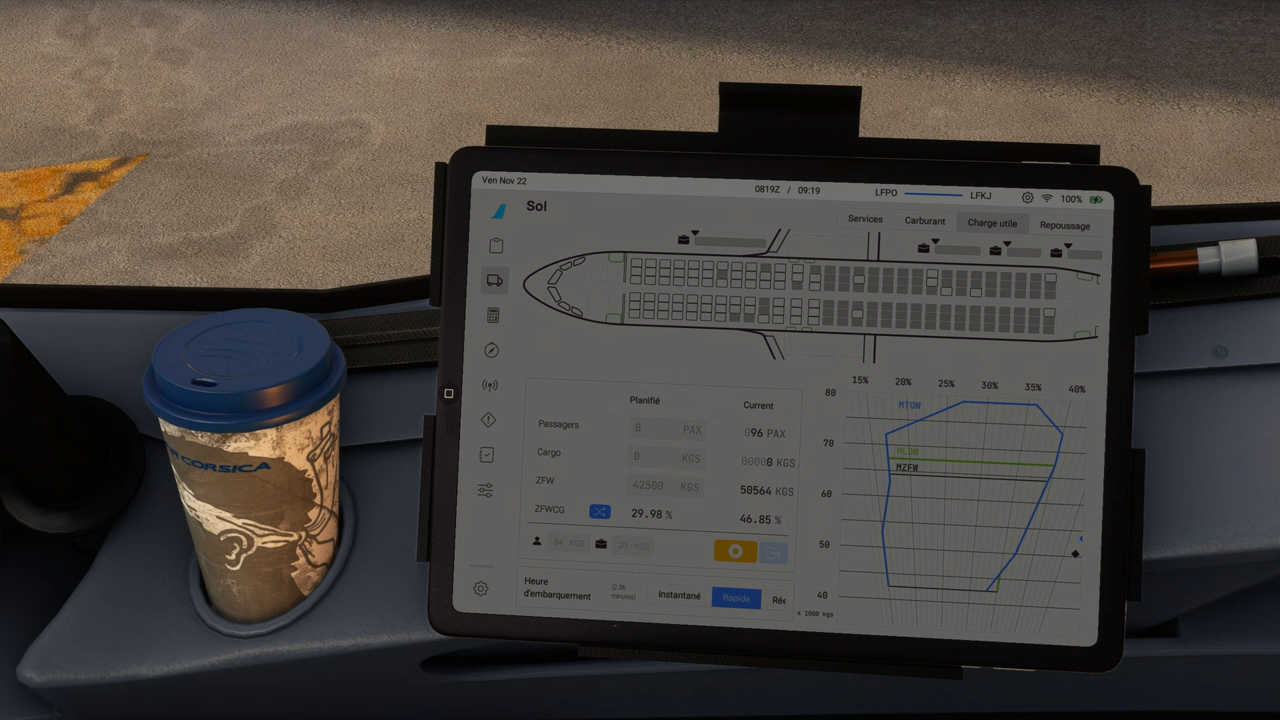 Ven Nov 22
0819Z / 09:19
LFPO
LFKJ
100%
Sol
Services
Carburant
Charge utile
Repoussage
Planifié
Current
Passagers
0 PAX
096 PAX
Cargo
0 KGS
00000 KGS
ZFW
42500 KGS
50564 KGS
ZFWCG
29.98 %
46.85 %
84 KGS
20 KGS
Heure
d'embarquement
(2:36
minutes)
Instantané
Rapide
Rée
15%
20%
25%
30%
35%
40%
80
70
60
50
40
x 1000 kgs
MTOW
MLDW
MZFW
R CORSICA